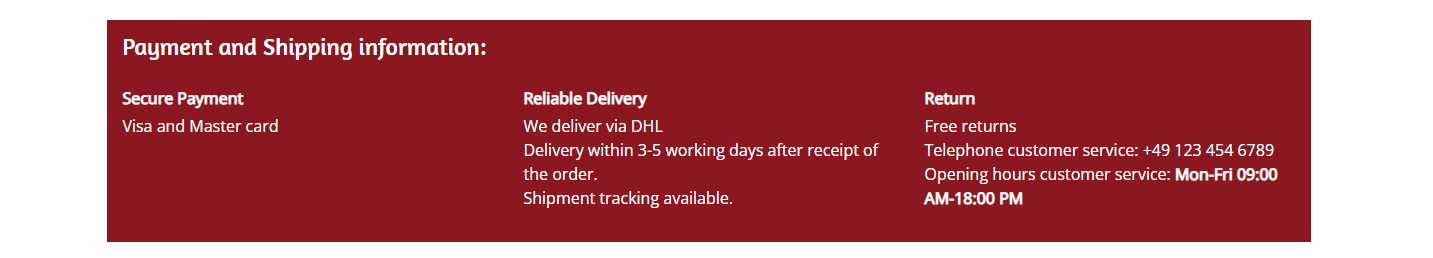 Payment and Shipping information:
Secure Payment
Visa and Master card
Reliable Delivery
We deliver via DHL
Delivery within 3-5 working days after receipt of
the order.
Shipment tracking available.
Return
Free returns
Telephone customer service: +49 123 454 6789
Opening hours customer service: Mon-Fri 09:00
AM-18:00 PM